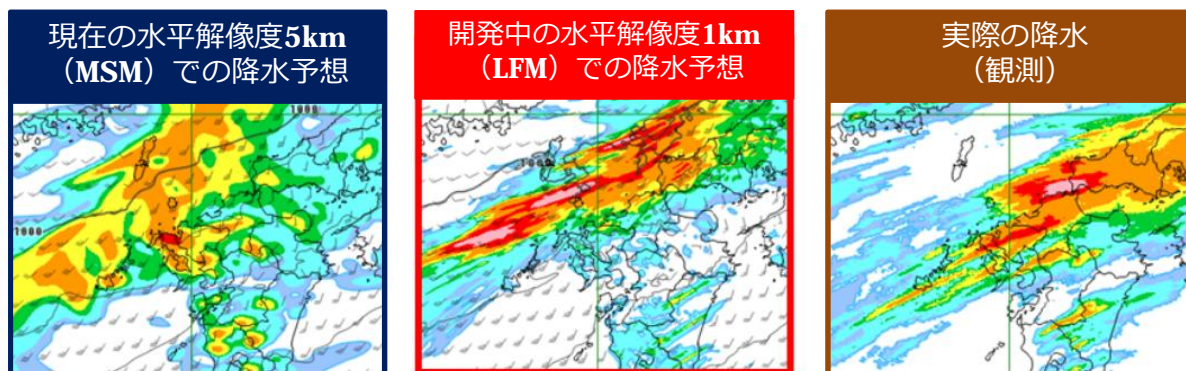 現在の水平解像度5km
（MSM）での降水予想
開発中の水平解像度1km
（LFM）での降水予想
実際の降水
（観測）
1000
1000